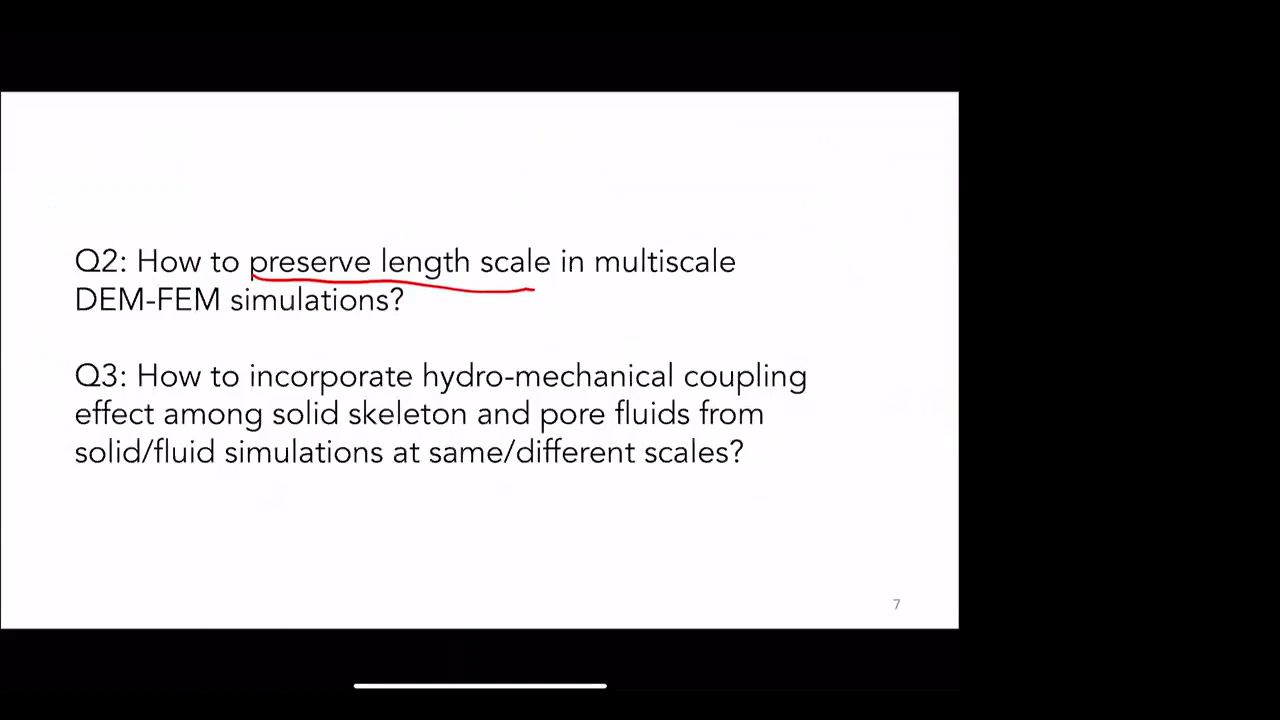 Q2: How to preserve length scale in multiscale
DEM-FEM simulations?
Q3: How to incorporate hydro-mechanical coupling
effect among solid skeleton and pore fluids from
solid/fluid simulations at same/different scales?
7